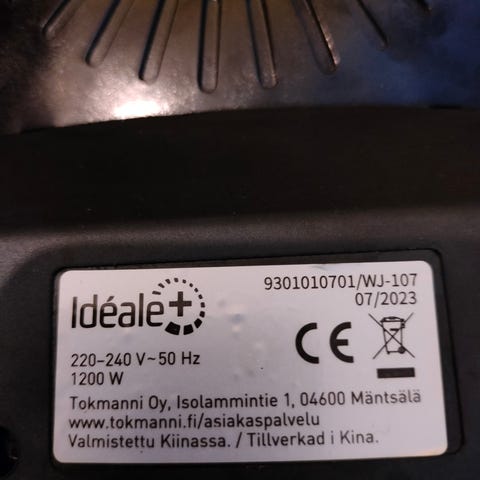 Idéale+
9301010701/WJ-107
07/2023
CE
220-240 V~50 Hz
1200 W
Tokmanni Oy, Isolammintie 1, 04600 Mäntsälä
www.tokmanni.fi/asiakaspalvelu
Valmistettu Kiinassa. / Tillverkad i Kina.